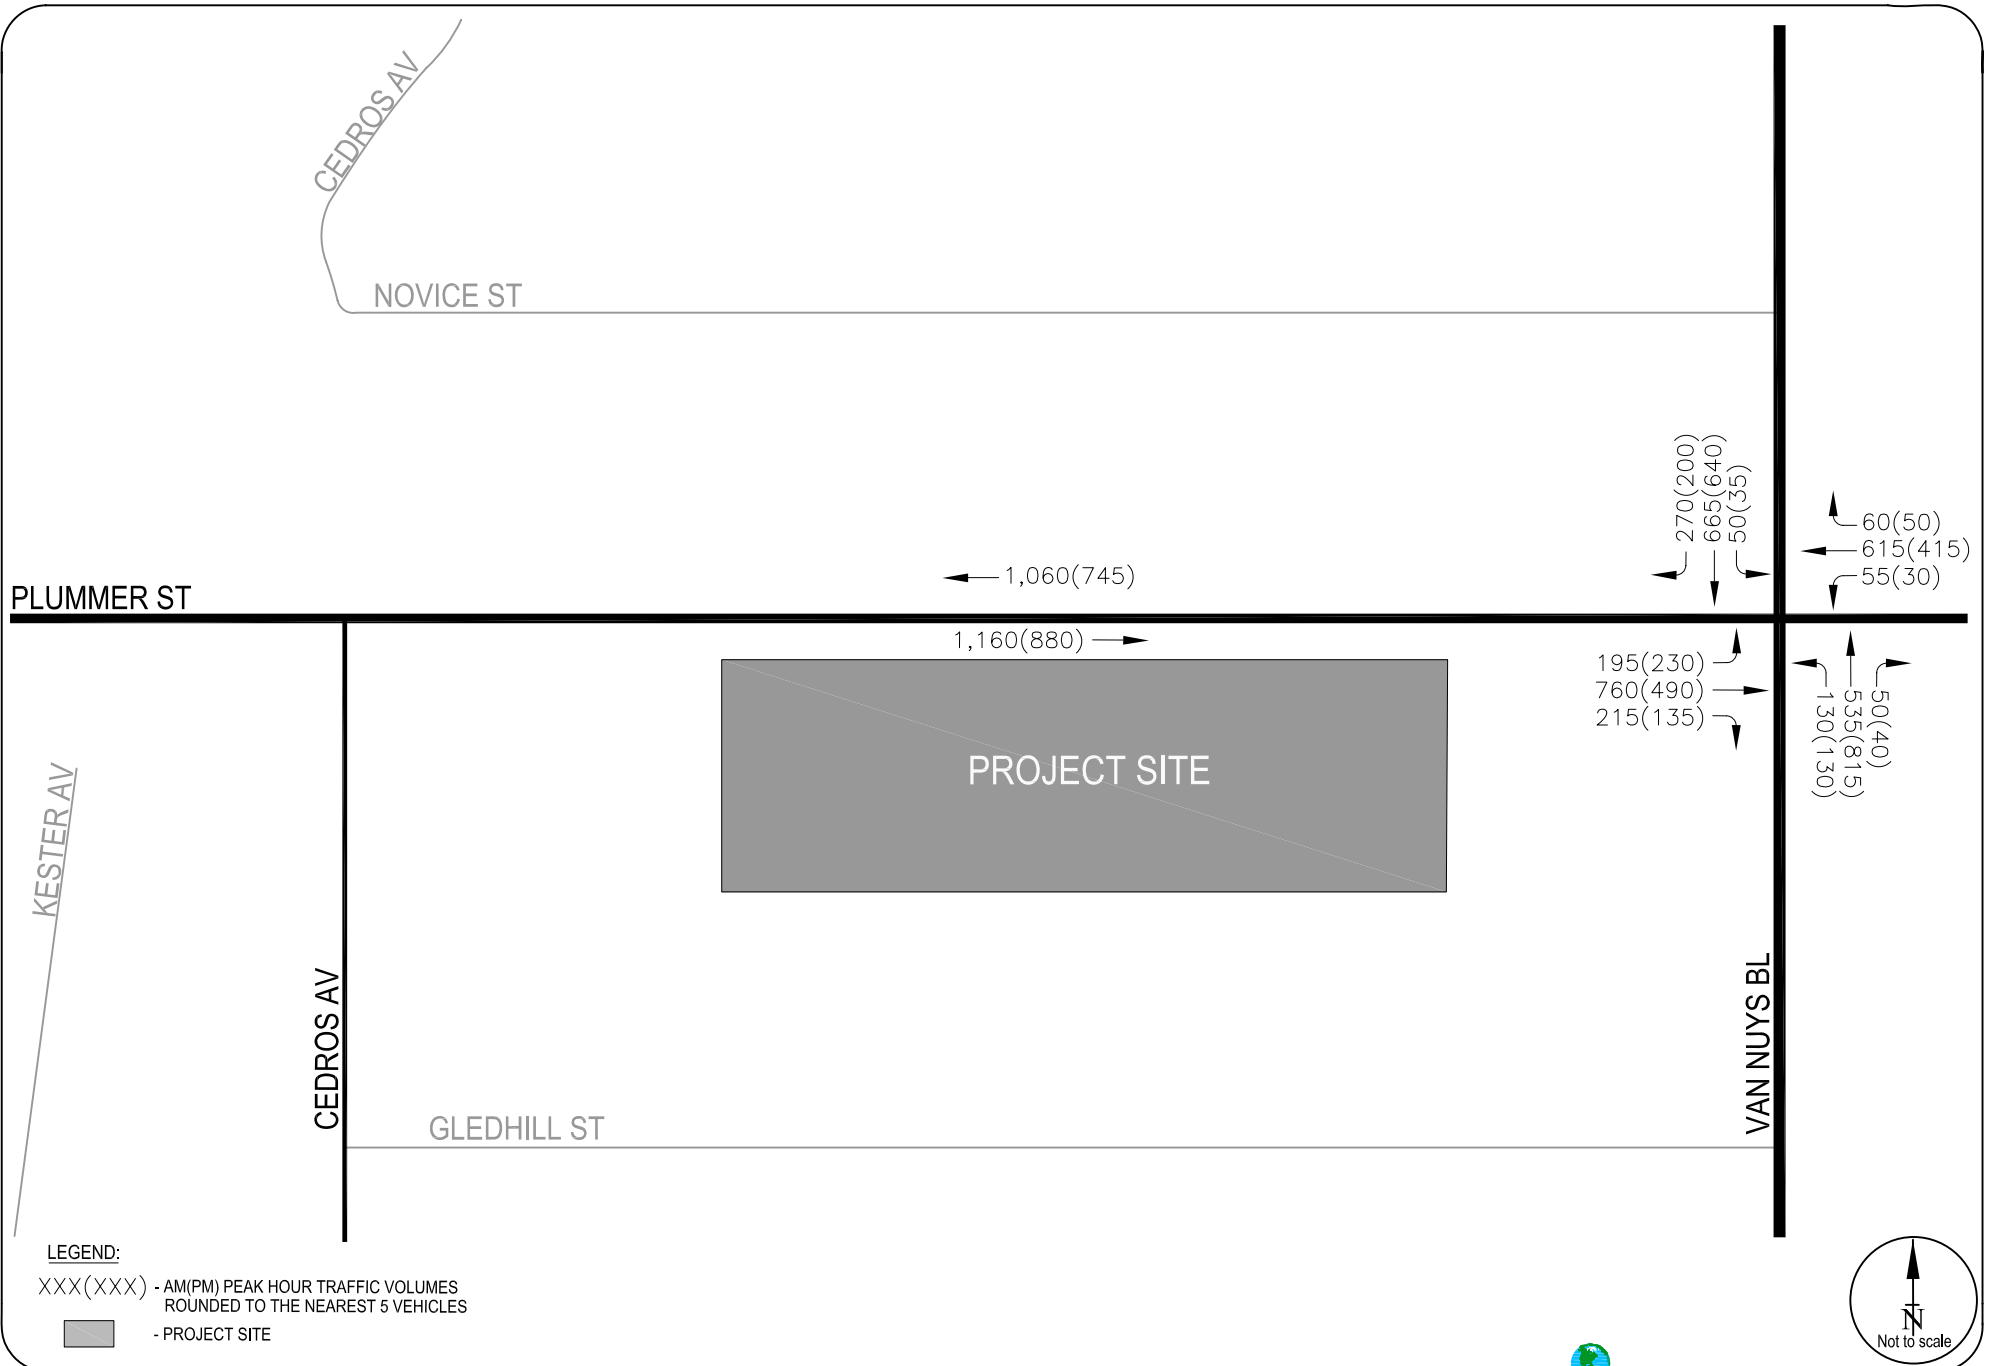 CEDROS AV
NOVICE ST
270(200)
665(640)
50(35)
60(50)
615(415)
55(30)
1,060(745)
PLUMMER ST
1,160(880)
195(230)
760(490)
215(135)
50(40)
535(815)
130(130)
PROJECT SITE
KESTER AV
CEDROS AV
VAN NUYS BL
GLEDHILL ST
LEGEND:
XXX(XXX) - AM(PM) PEAK HOUR TRAFFIC VOLUMES
ROUNDED TO THE NEAREST 5 VEHICLES
- PROJECT SITE
N
Not to scale